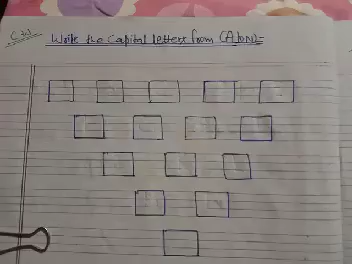 C.W. Write the Capital letters from (A to N) =